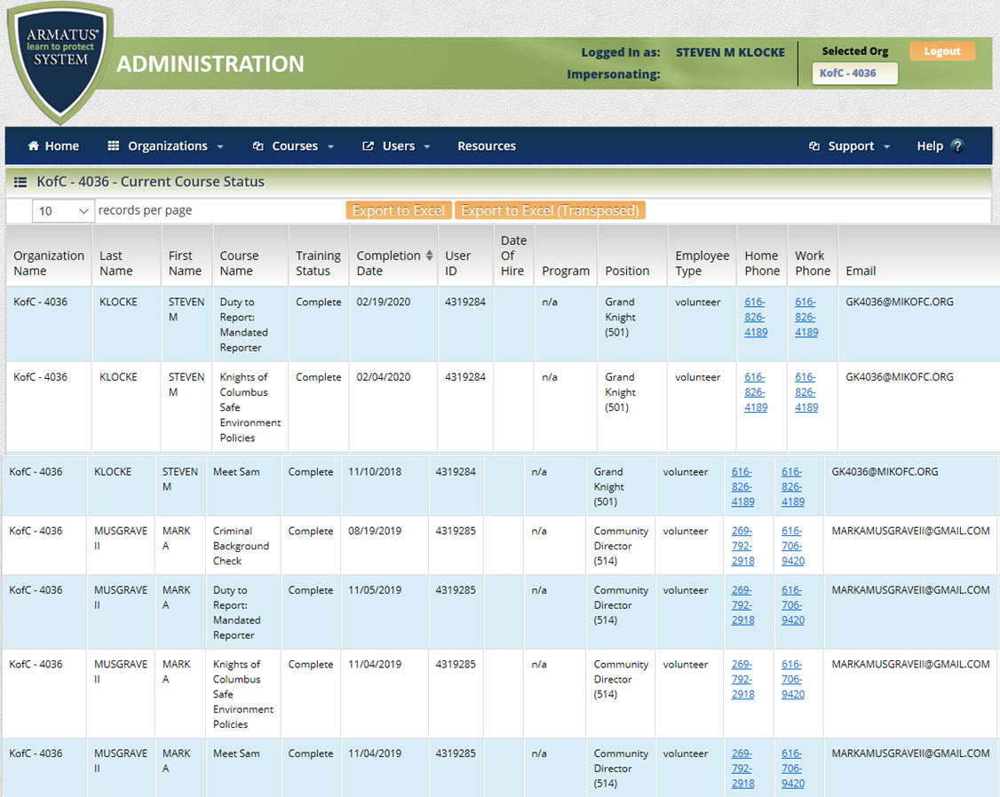 ARMATUS®
learn to protect
SYSTEM
ADMINISTRATION
Logged In as: STEVEN M KLOCKE
Impersonating:
Selected Org
KofC - 4036
Logout
Home Organizations Courses Users Resources Support Help ?
KofC - 4036 - Current Course Status
10 records per page Export to Excel Export to Excel (Transposed)
Organization Name Last Name First Name Course Name Training Status Completion Date User ID Date Of Hire Program Position Employee Type Home Phone Work Phone Email
KofC - 4036 KLOCKE STEVEN M Duty to Report: Mandated Reporter Complete 02/19/2020 4319284 n/a Grand Knight (501) volunteer 616-826-4189 616-826-4189 GK4036@MIKOFC.ORG
KofC - 4036 KLOCKE STEVEN M Knights of Columbus Safe Environment Policies Complete 02/04/2020 4319284 n/a Grand Knight (501) volunteer 616-826-4189 616-826-4189 GK4036@MIKOFC.ORG
KofC - 4036 KLOCKE STEVEN M Meet Sam Complete 11/10/2018 4319284 n/a Grand Knight (501) volunteer 616-826-4189 616-826-4189 GK4036@MIKOFC.ORG
KofC - 4036 MUSGRAVE II MARK A Criminal Background Check Complete 08/19/2019 4319285 n/a Community Director (514) volunteer 269-792-2918 616-706-9420 MARKAMUSGRAVEII@GMAIL.COM
KofC - 4036 MUSGRAVE II MARK A Duty to Report: Mandated Reporter Complete 11/05/2019 4319285 n/a Community Director (514) volunteer 269-792-2918 616-706-9420 MARKAMUSGRAVEII@GMAIL.COM
KofC - 4036 MUSGRAVE II MARK A Knights of Columbus Safe Environment Policies Complete 11/04/2019 4319285 n/a Community Director (514) volunteer 269-792-2918 616-706-9420 MARKAMUSGRAVEII@GMAIL.COM
KofC - 4036 MUSGRAVE II MARK A Meet Sam Complete 11/04/2019 4319285 n/a Community Director (514) volunteer 269-792-2918 616-706-9420 MARKAMUSGRAVEII@GMAIL.COM